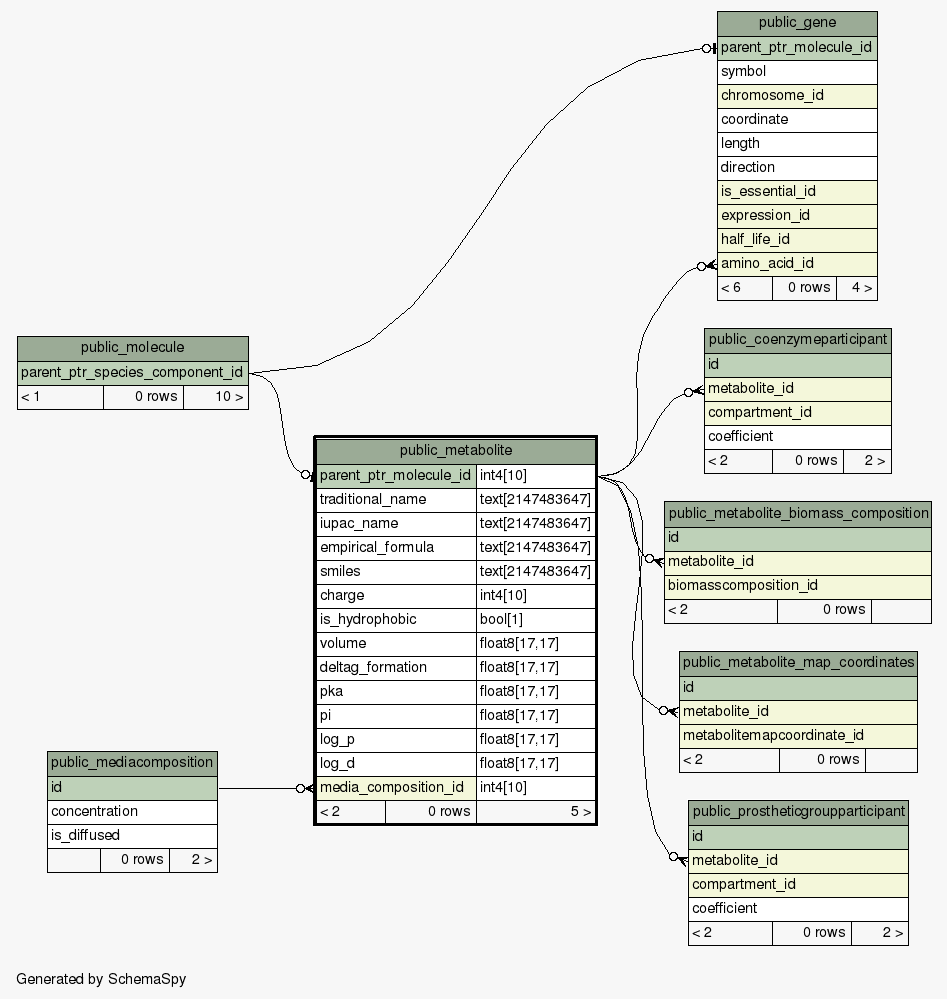 public_gene
parent_ptr_molecule_id
symbol
chromosome_id
coordinate
length
direction
is_essential_id
expression_id
half_life_id
amino_acid_id
< 6 0 rows 4 >
public_molecule
parent_ptr_species_component_id
< 1 0 rows 10 >
public_coenzymeparticipant
id
metabolite_id
compartment_id
coefficient
< 2 0 rows 2 >
public_metabolite
parent_ptr_molecule_id int4[10]
traditional_name text[2147483647]
iupac_name text[2147483647]
empirical_formula text[2147483647]
smiles text[2147483647]
charge int4[10]
is_hydrophobic bool[1]
volume float8[17,17]
deltag_formation float8[17,17]
pka float8[17,17]
pi float8[17,17]
log_p float8[17,17]
log_d float8[17,17]
media_composition_id int4[10]
< 2 0 rows 5 >
public_metabolite_biomass_composition
id
metabolite_id
biomasscomposition_id
< 2 0 rows
public_metabolite_map_coordinates
id
metabolite_id
metabolitemapcoordinate_id
< 2 0 rows
public_mediacomposition
id
concentration
is_diffused
0 rows 2 >
public_prostheticgroupparticipant
id
metabolite_id
compartment_id
coefficient
< 2 0 rows 2 >
Generated by SchemaSpy